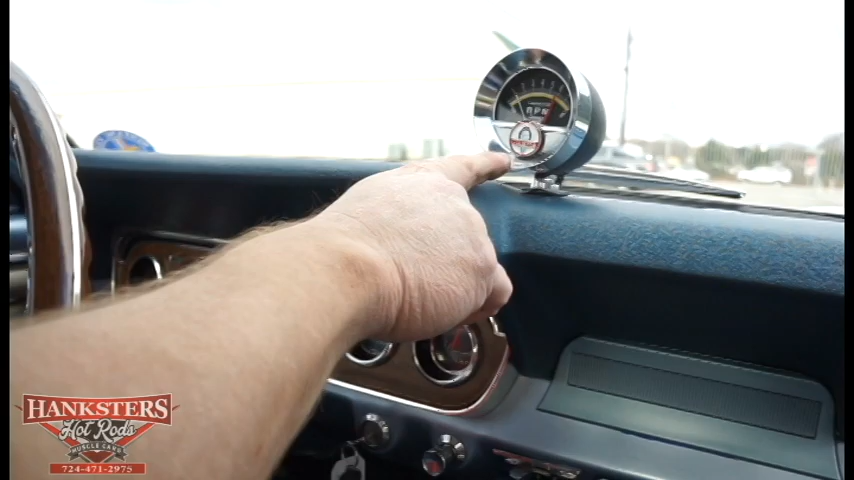 RPM
HANKSTERS
Hot Rods
MUSCLE CARS
724-471-2975